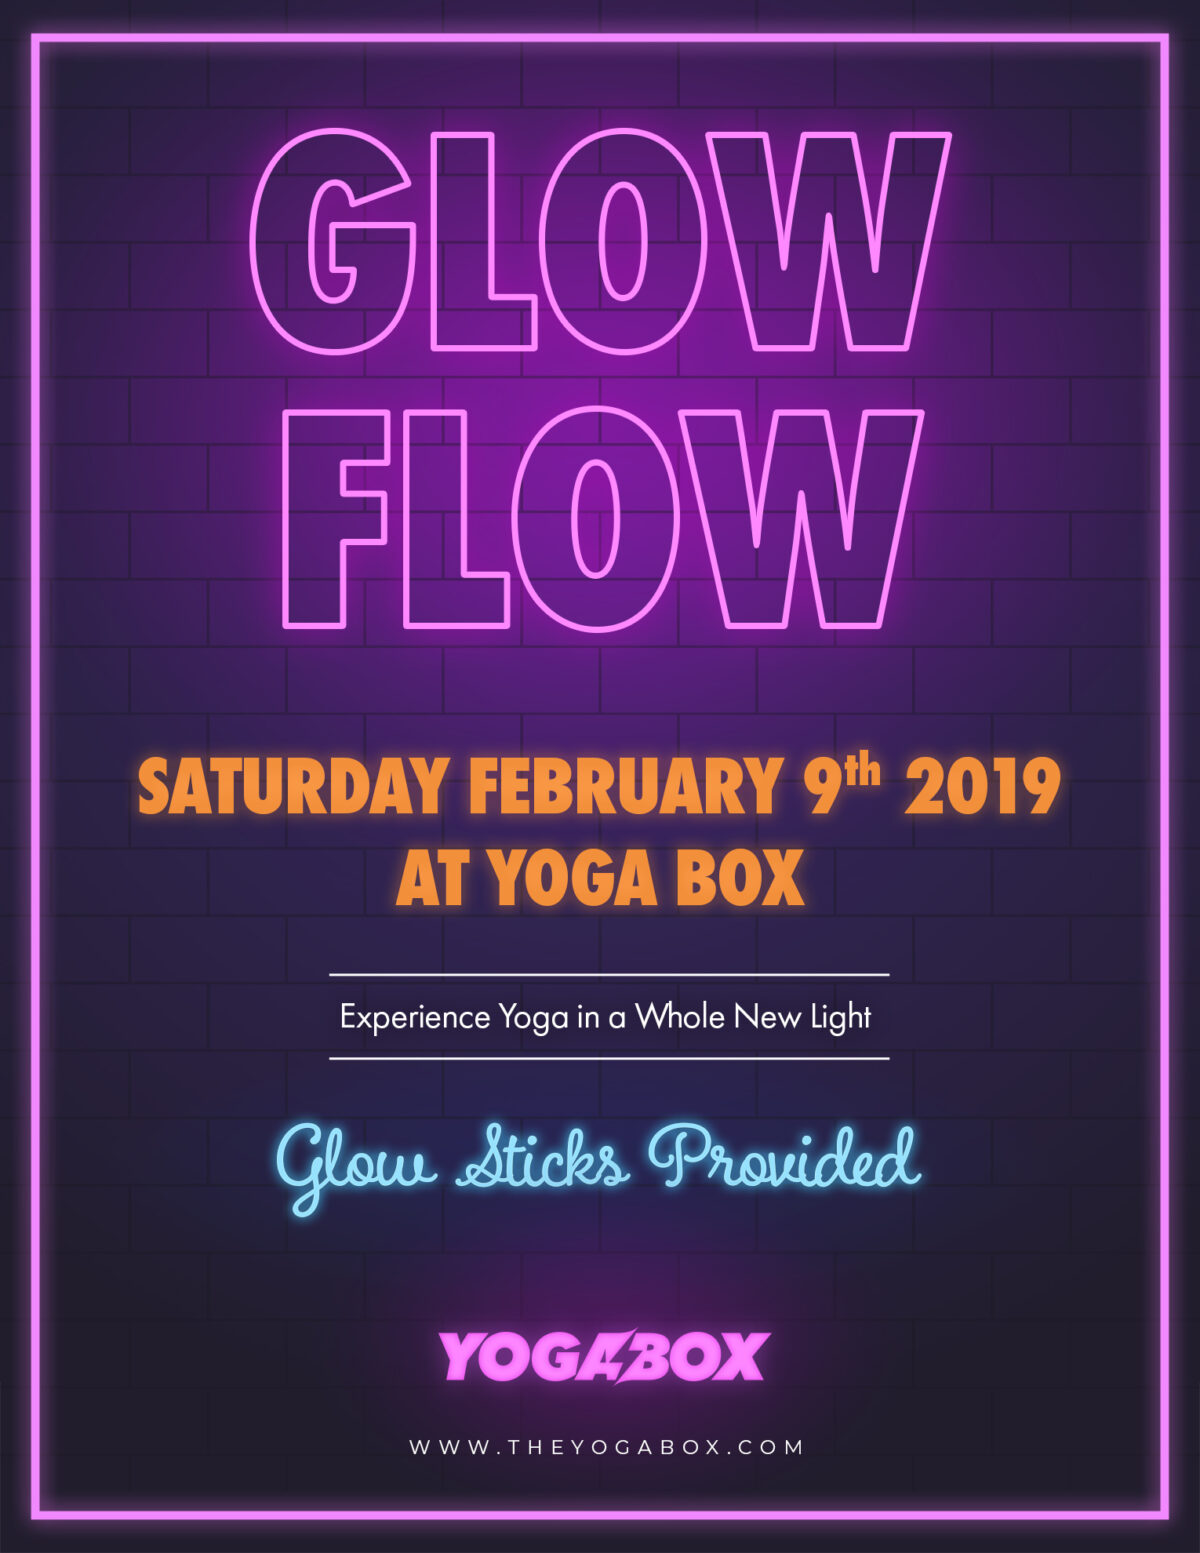 GLOW
FLOW
SATURDAY FEBRUARY 9th 2019
AT YOGA BOX
Experience Yoga in a Whole New Light
Glow Sticks Provided
YOGABOX
WWW.THEYOGABOX.COM